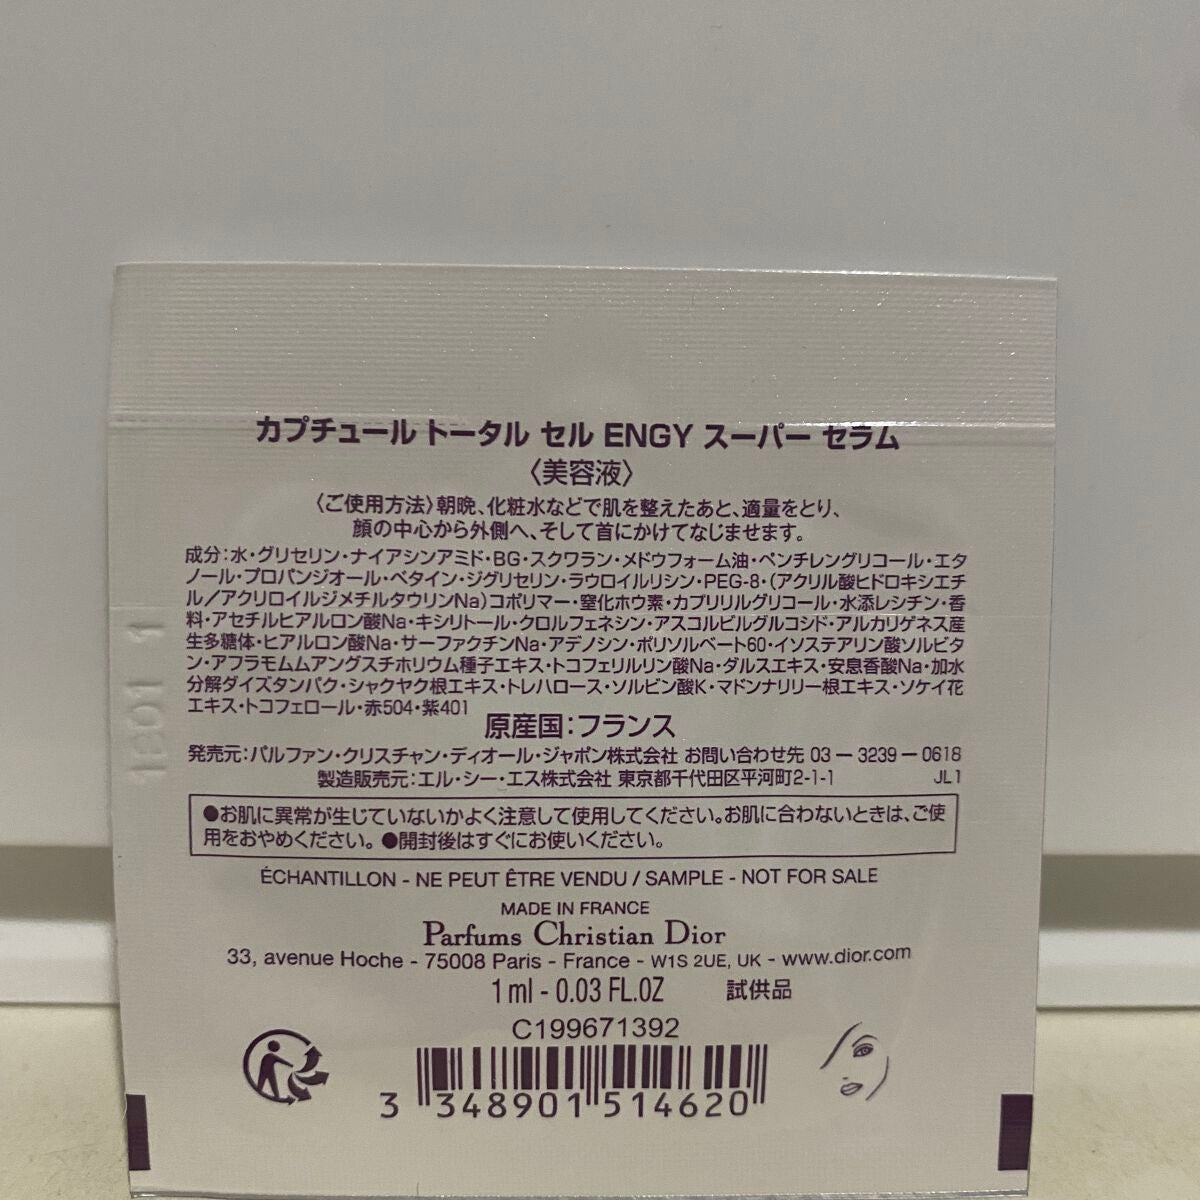 カプチュール トータル セル ENGY スーパー セラム
〈美容液〉
〈ご使用方法〉朝晩、化粧水などで肌を整えたあと、適量をとり、
顔の中心から外側へ、そして首にかけてなじませます。
成分：水・グリセリン・ナイアシンアミド・BG・スクワラン・メドウフォーム油・ペンチレングリコール・エタ
ノール・プロパンジオール・ベタイン・ジグリセリン・ラウロイルリシン・PEG-8・(アクリル酸ヒドロキシエチ
ル／アクリロイルジメチルタウリンNa)コポリマー・窒化ホウ素・カプリリルグリコール・水添レシチン・香
料・アセチルヒアルロン酸Na・キシリトール・クロルフェネシン・アスコルビルグルコシド・アルカリゲネス産
生多糖体・ヒアルロン酸Na・サーファクチンNa・アデノシン・ポリソルベート60・イソステアリン酸ソルビタ
ン・アフラモムムアングスチホリウム種子エキス・トコフェリルリン酸Na・ダルスエキス・安息香酸Na・加水
分解ダイズタンパク・シャクヤク根エキス・トレハロース・ソルビン酸K・マドンナリリー根エキス・ソケイ花
エキス・トコフェロール・赤504・紫401
原産国：フランス
発売元：パルファン・クリスチャン・ディオール・ジャポン株式会社 お問い合わせ先 03－3239－0618
製造販売元：エル・シー・エス株式会社 東京都千代田区平河町2-1-1 JL1
●お肌に異常が生じていないかよく注意して使用してください。お肌に合わないときは、ご使
用をおやめください。 ●開封後はすぐにお使いください。
ÉCHANTILLON - NE PEUT ÊTRE VENDU / SAMPLE - NOT FOR SALE
MADE IN FRANCE
Parfums Christian Dior
33, avenue Hoche - 75008 Paris - France - W1S 2UE, UK - www.dior.com
1 ml - 0.03 FL.OZ 試供品
C199671392
3 348901 514620